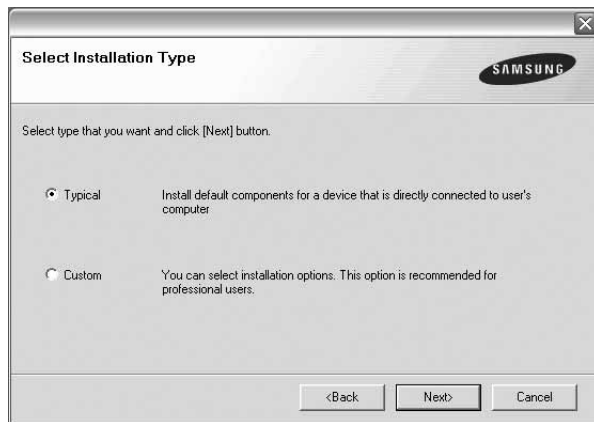 Select Installation Type
SAMSUNG
Select type that you want and click [Next] button.
Typical
Install default components for a device that is directly connected to user's
computer
Custom
You can select installation options. This option is recommended for
professional users.
<Back
Next>
Cancel